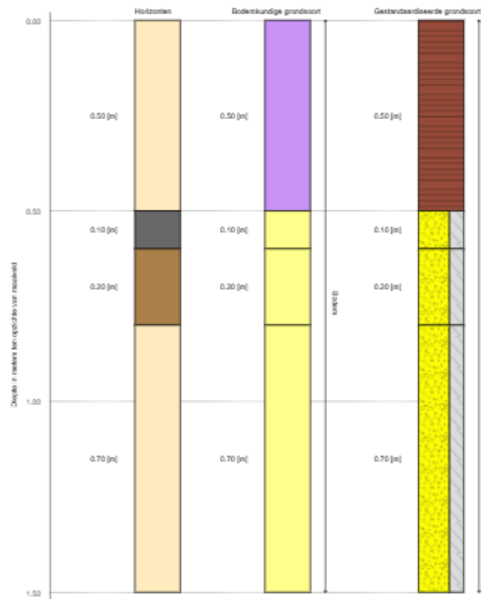 Horizonten Bodemkundige grondsoort Gestandaardiseerde grondsoort
0.00
0.50 [m] 0.50 [m] 0.50 [m]
0.50
0.10 [m] 0.10 [m] 0.10 [m]
0.20 [m] 0.20 [m] 0.20 [m]
Diepte in meters ten opzichte van maaiveld
1.00
0.70 [m] 0.70 [m] 0.70 [m]
1.50